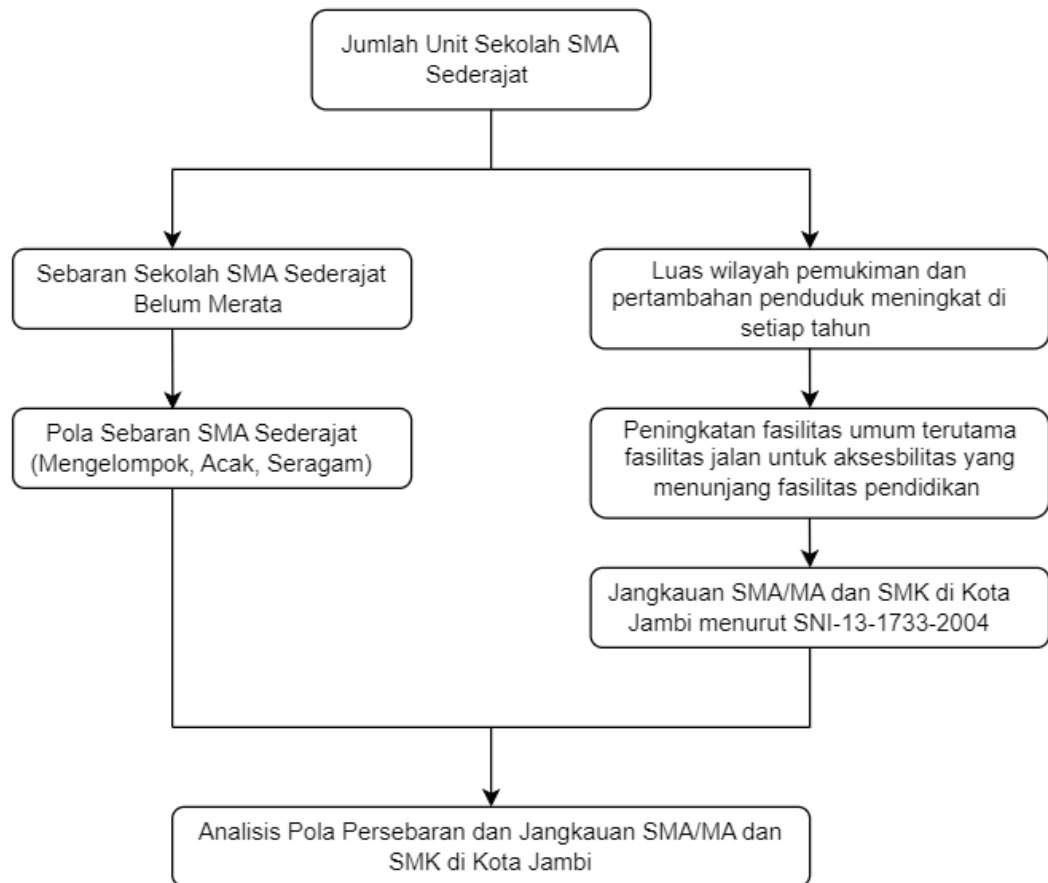 Jumlah Unit Sekolah SMA
Sederajat
Sebaran Sekolah SMA Sederajat
Belum Merata
Luas wilayah pemukiman dan
pertambahan penduduk meningkat di
setiap tahun
Pola Sebaran SMA Sederajat
(Mengelompok, Acak, Seragam)
Peningkatan fasilitas umum terutama
fasilitas jalan untuk aksesbilitas yang
menunjang fasilitas pendidikan
Jangkauan SMA/MA dan SMK di Kota
Jambi menurut SNI-13-1733-2004
Analisis Pola Persebaran dan Jangkauan SMA/MA dan
SMK di Kota Jambi